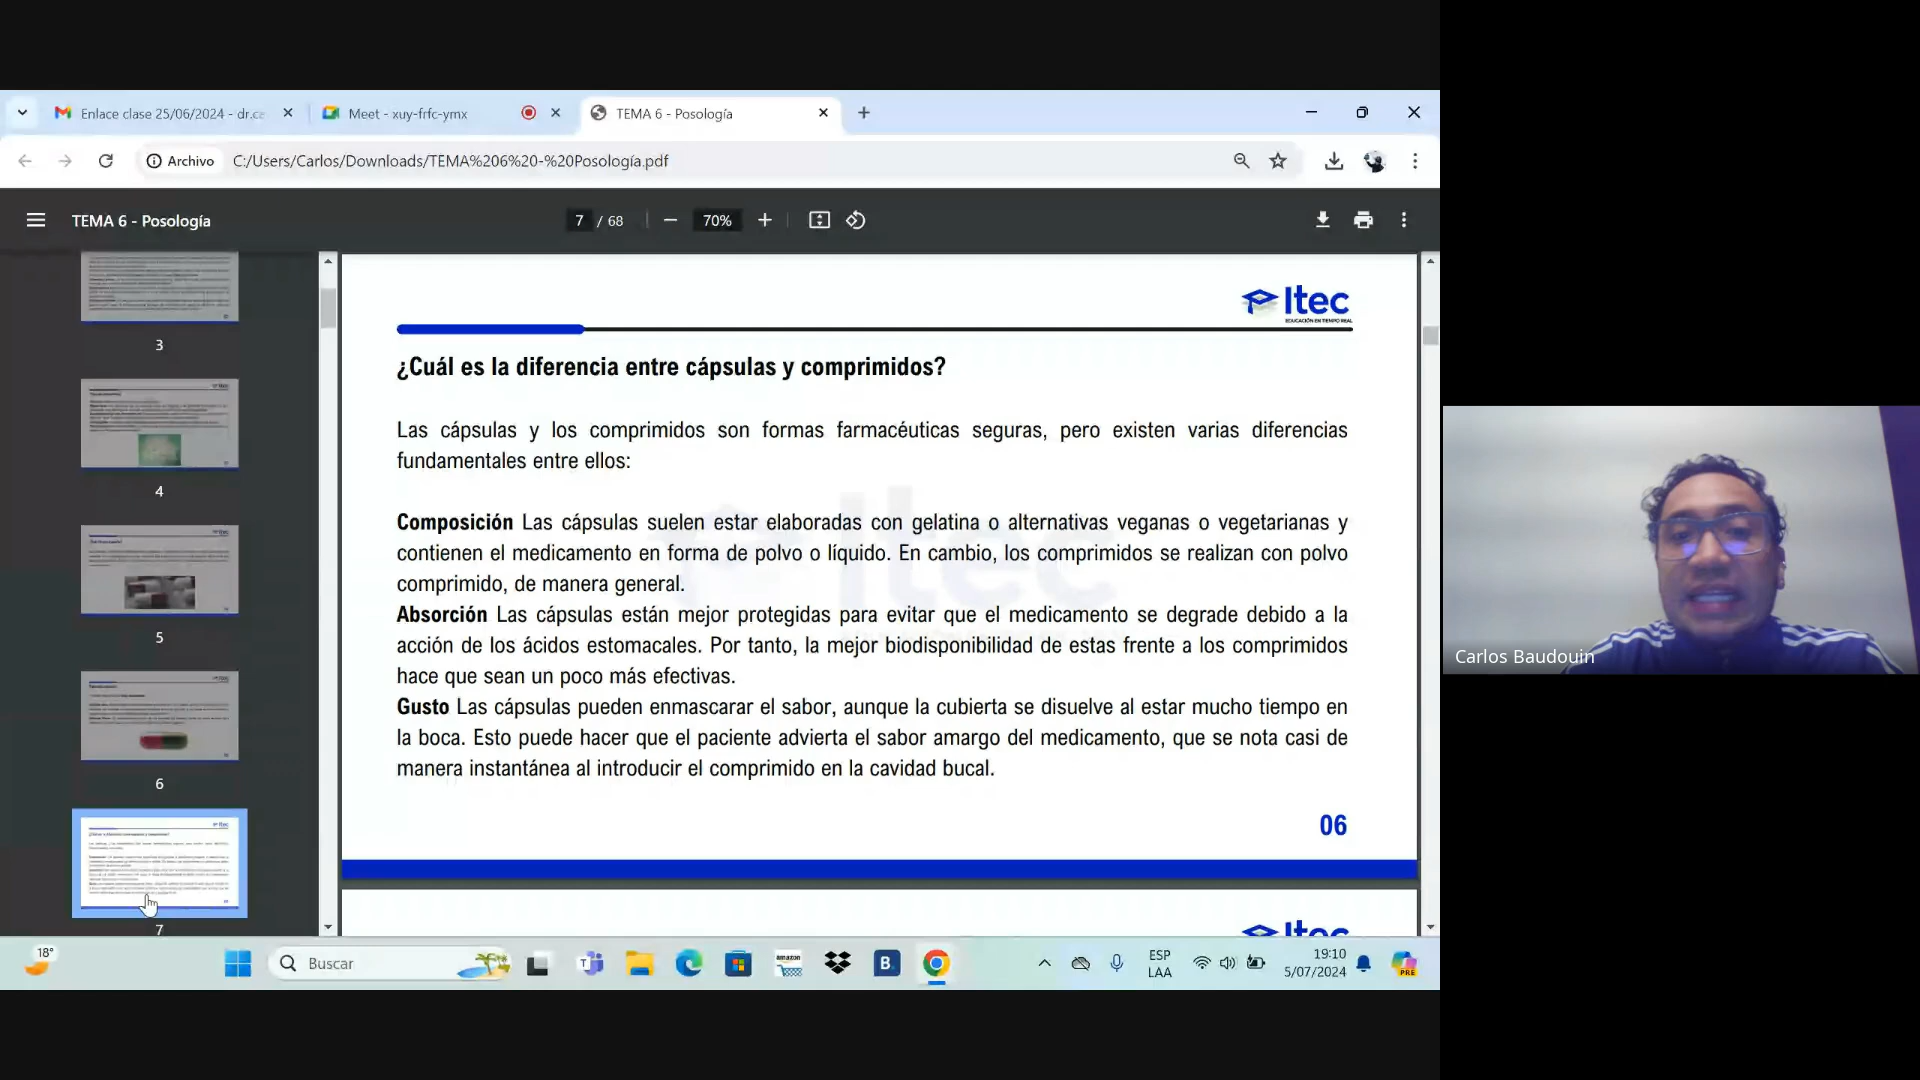 Enlace clase 25/06/2024 - dr.ca
Meet - xuy-frfc-ymx
TEMA 6 - Posología
Archivo
C:/Users/Carlos/Downloads/TEMA%206%20-%20Posología.pdf
TEMA 6 - Posología
7 / 68
70%
3
4
5
6
7
Itec
EDUCACIÓN EN TIEMPO REAL
¿Cuál es la diferencia entre cápsulas y comprimidos?
Las cápsulas y los comprimidos son formas farmacéuticas seguras, pero existen varias diferencias
fundamentales entre ellos:
Composición Las cápsulas suelen estar elaboradas con gelatina o alternativas veganas o vegetarianas y
contienen el medicamento en forma de polvo o líquido. En cambio, los comprimidos se realizan con polvo
comprimido, de manera general.
Absorción Las cápsulas están mejor protegidas para evitar que el medicamento se degrade debido a la
acción de los ácidos estomacales. Por tanto, la mejor biodisponibilidad de estas frente a los comprimidos
hace que sean un poco más efectivas.
Gusto Las cápsulas pueden enmascarar el sabor, aunque la cubierta se disuelve al estar mucho tiempo en
la boca. Esto puede hacer que el paciente advierta el sabor amargo del medicamento, que se nota casi de
manera instantánea al introducir el comprimido en la cavidad bucal.
Itec
06
Itec
Carlos Baudouin
18°
Buscar
amazon
B.
ESP
LAA
19:10
5/07/2024
PRE